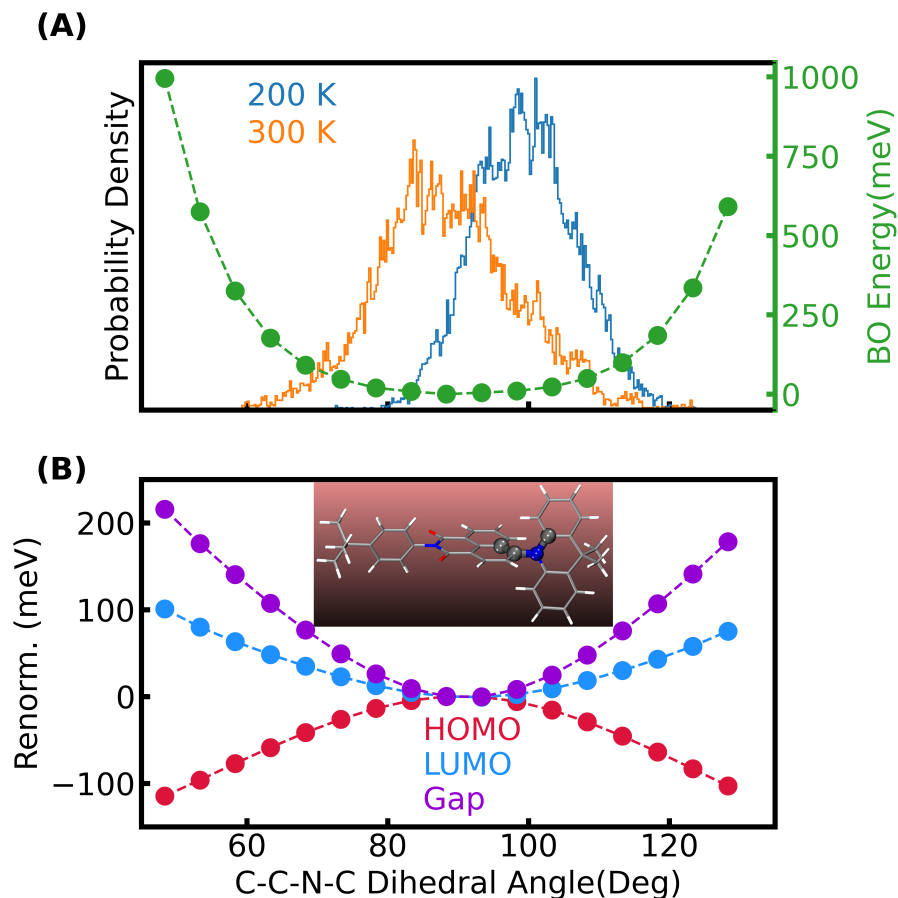 (A)
200 K
300 K
Probability Density
1000
750
500
250
0
BO Energy(meV)
(B)
200
100
0
−100
Renorm. (meV)
HOMO
LUMO
Gap
60
80
100
120
C-C-N-C Dihedral Angle(Deg)